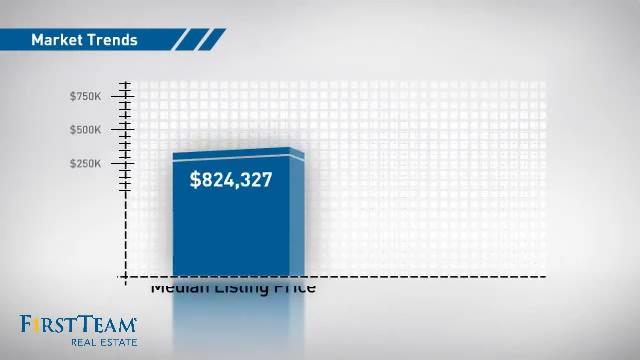 Market Trends
$750K
$500K
$250K
$824,327
Median Listing Price
FIRSTTEAM®
REAL ESTATE